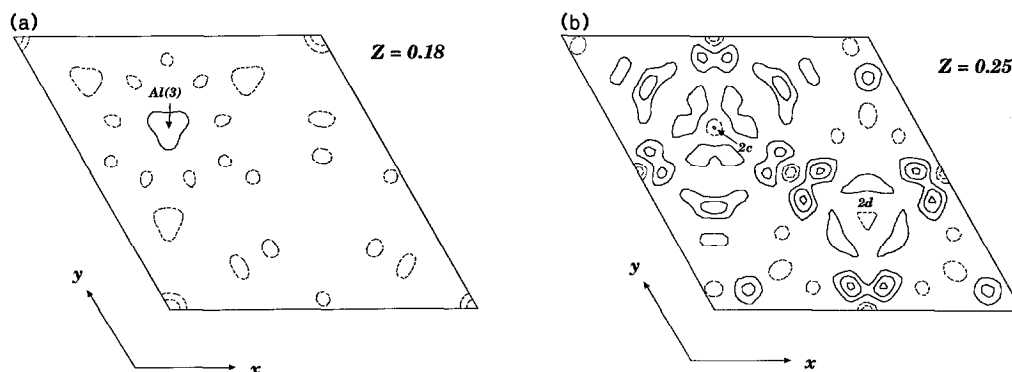 (a)
Z = 0.18
Al(3)
y
x
(b)
Z = 0.25
2c
2d
y
x